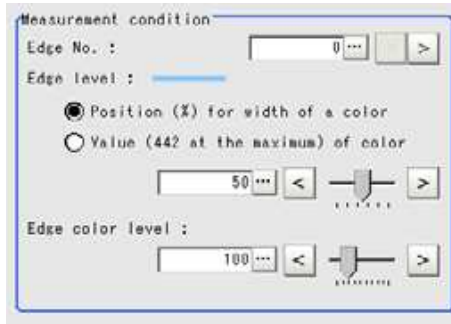 Measurement condition
Edge No. : 0 ... >
Edge level :
Position (%) for width of a color
Value (442 at the maximum) of color
50 ... < >
Edge color level :
100 ... < >